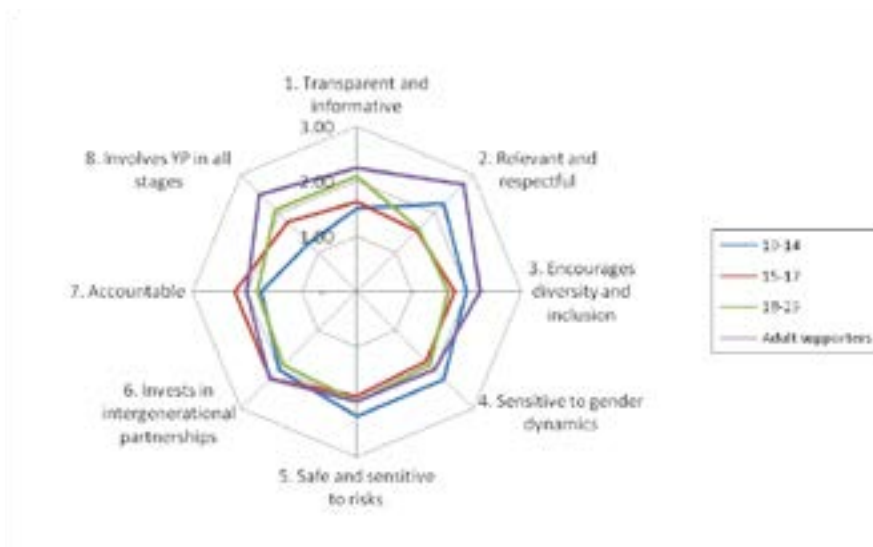 1. Transparent and
informative
3.00
8. Involves YP in all
stages
2. Relevant and
respectful
2.00
1.00
7. Accountable
-
3. Encourages
diversity and
inclusion
6. Invests in
intergenerational
partnerships
4. Sensitive to gender
dynamics
5. Safe and sensitive
to risks
10-14
15-17
Adult supporters